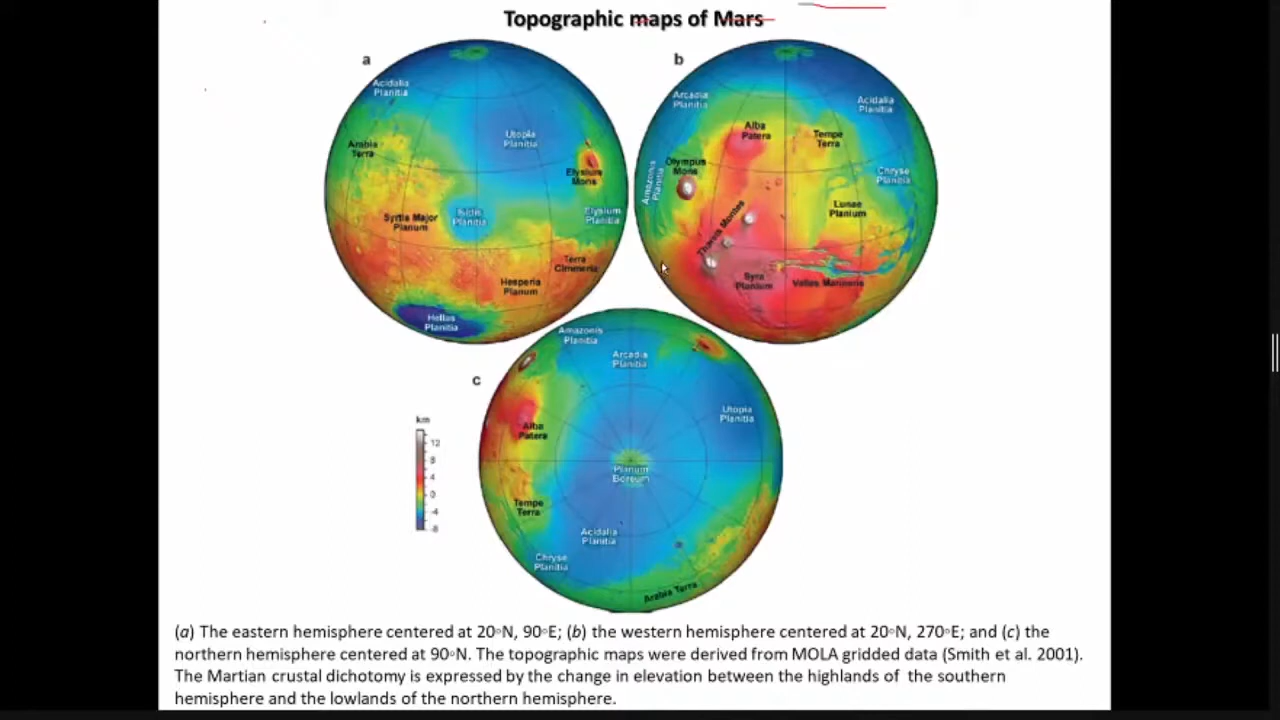 Topographic maps of Mars
a
Acidalia
Planitia
Utopia
Planitia
Arabia
Terra
Elysium
Mons
Syrtis Major
Planum
Isidis
Planitia
Elysium
Planitia
Terra
Cimmeria
Hesperia
Planum
Hellas
Planitia
b
Arcadia
Planitia
Acidalia
Planitia
Alba
Patera
Tempe
Terra
Olympus
Mons
Amazonis
Planitia
Chryse
Planitia
Lunae
Planium
Tharsis Montes
Syra
Planium
Valles Marineris
c
Amazonis
Planitia
Arcadia
Planitia
Utopia
Planitia
Alba
Patera
Planum
Boreum
Tempe
Terra
Acidalia
Planitia
Chryse
Planitia
Arabia Terra
km
12
8
4
0
-4
-8
(a) The eastern hemisphere centered at 20◦N, 90◦E; (b) the western hemisphere centered at 20◦N, 270◦E; and (c) the
northern hemisphere centered at 90◦N. The topographic maps were derived from MOLA gridded data (Smith et al. 2001).
The Martian crustal dichotomy is expressed by the change in elevation between the highlands of the southern
hemisphere and the lowlands of the northern hemisphere.